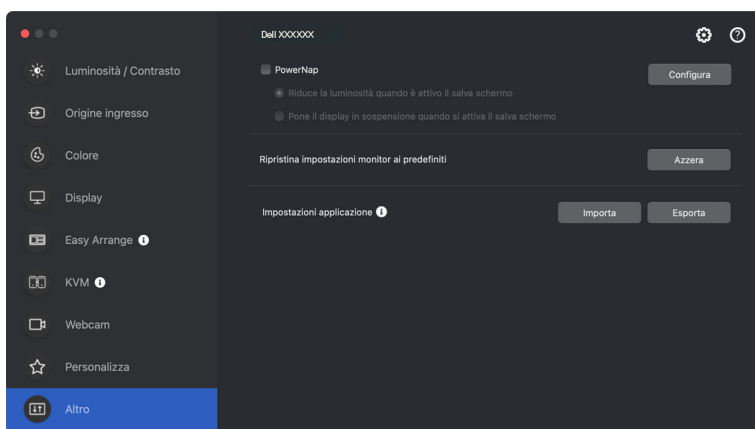 Dell XXXXXX
Luminosità / Contrasto
Origine ingresso
Colore
Display
Easy Arrange
KVM
Webcam
Personalizza
Altro
PowerNap
Configura
Riduce la luminosità quando è attivo il salva schermo
Pone il display in sospensione quando si attiva il salva schermo
Ripristina impostazioni monitor ai predefiniti
Azzera
Impostazioni applicazione
Importa
Esporta